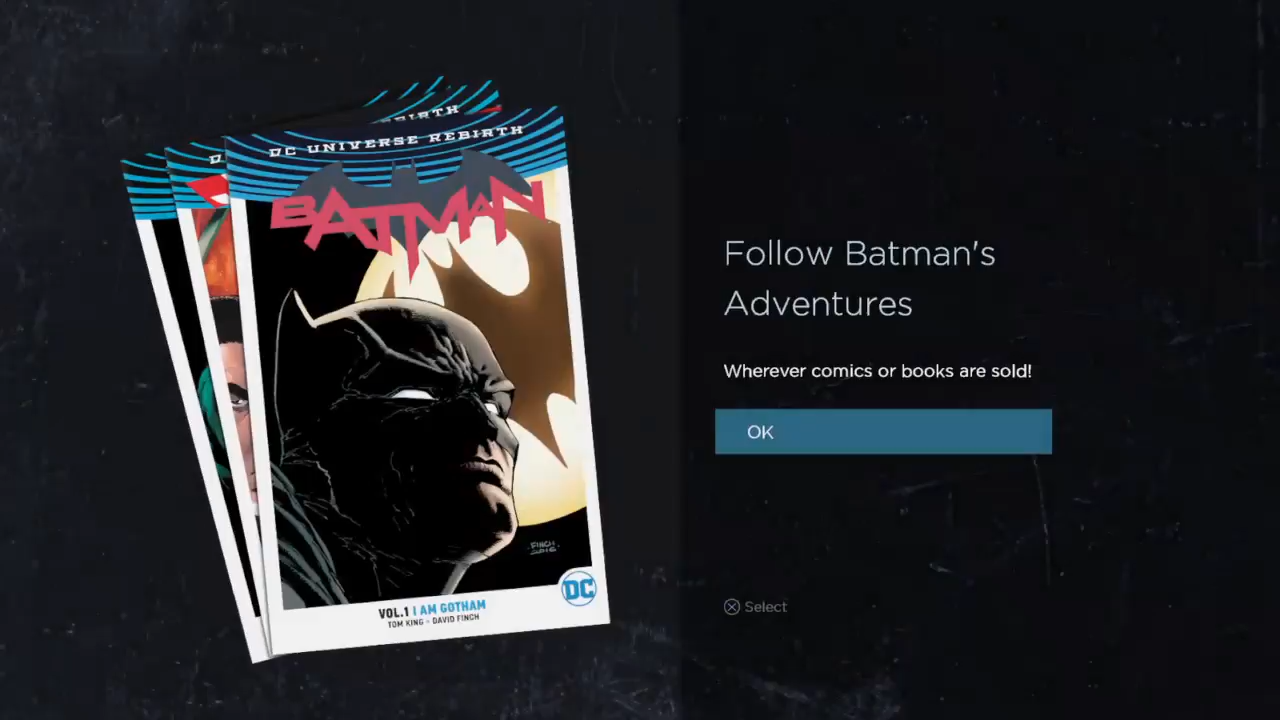 BIRTH
D
DC UNIVERSE REBIRTH
BATMAN
FINCH
2016
DC
VOL.1 I AM GOTHAM
TOM KING - DAVID FINCH
Follow Batman's
Adventures
Wherever comics or books are sold!
OK
Select